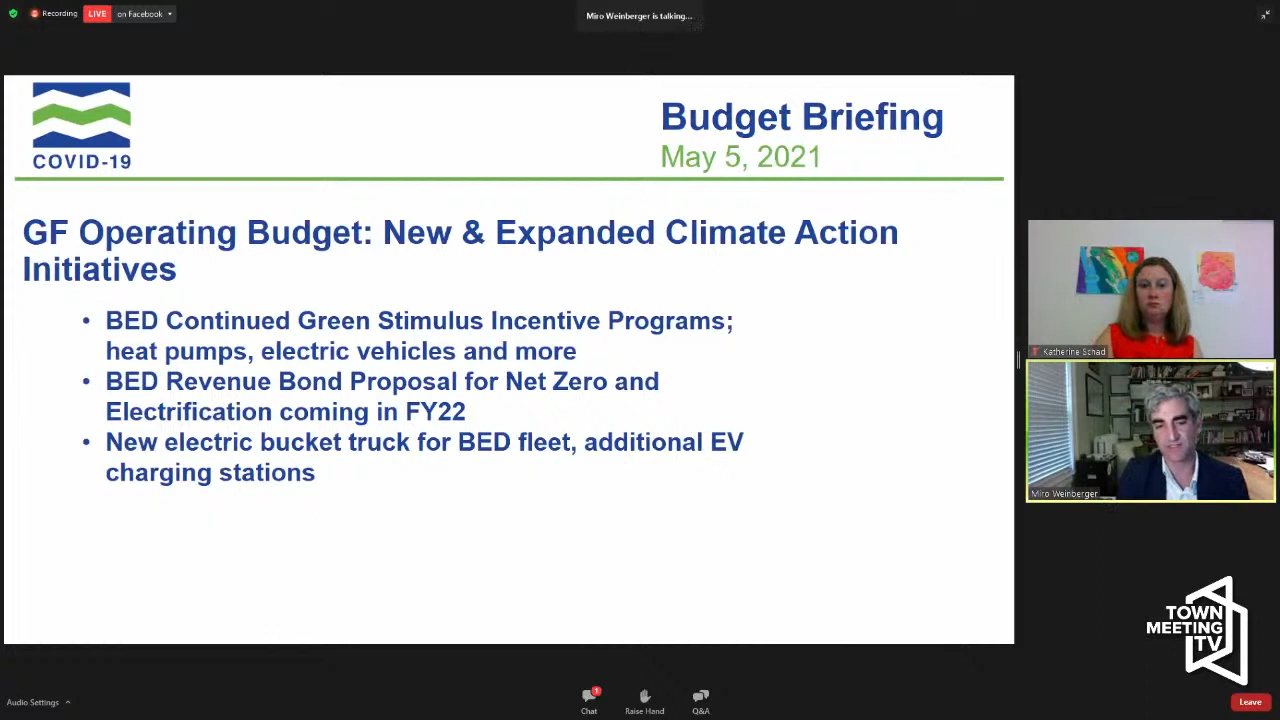 Recording
LIVE
on Facebook
Miro Weinberger is talking...
COVID-19
Budget Briefing
May 5, 2021
GF Operating Budget: New & Expanded Climate Action
Initiatives
• BED Continued Green Stimulus Incentive Programs;
heat pumps, electric vehicles and more
• BED Revenue Bond Proposal for Net Zero and
Electrification coming in FY22
• New electric bucket truck for BED fleet, additional EV
charging stations
Katherine Schad
Miro Weinberger
TOWN
MEETING
TV
Audio Settings
1
Chat
Raise Hand
Q&A
Leave